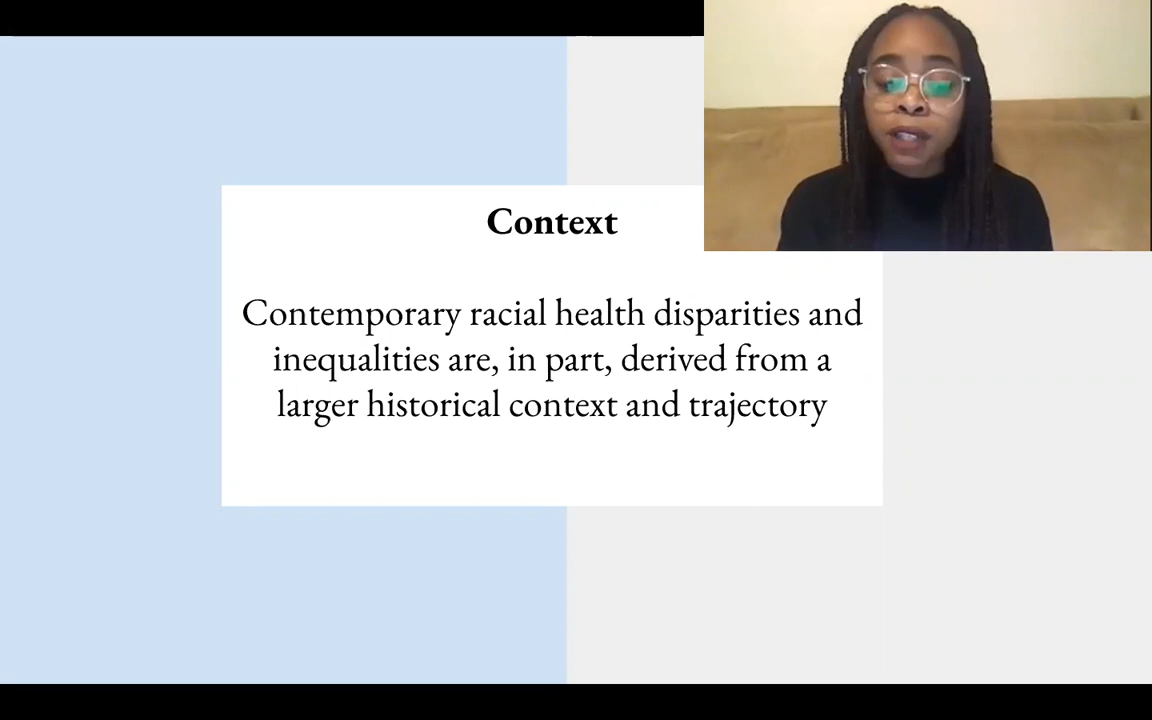 Context
Contemporary racial health disparities and
inequalities are, in part, derived from a
larger historical context and trajectory